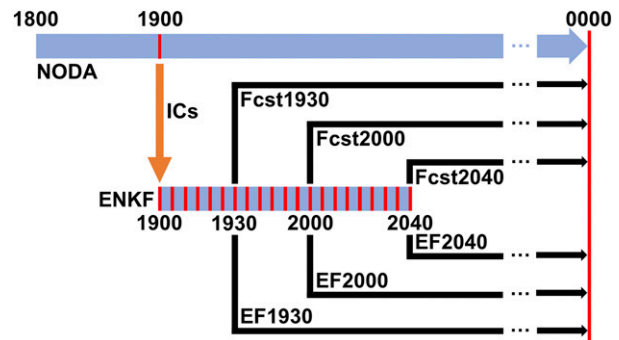 1800 1900 0000
...
NODA
Fcst1930 ...
ICs
Fcst2000 ...
Fcst2040 ...
ENKF
1900 1930 2000 2040
EF2040 ...
EF2000 ...
EF1930 ...